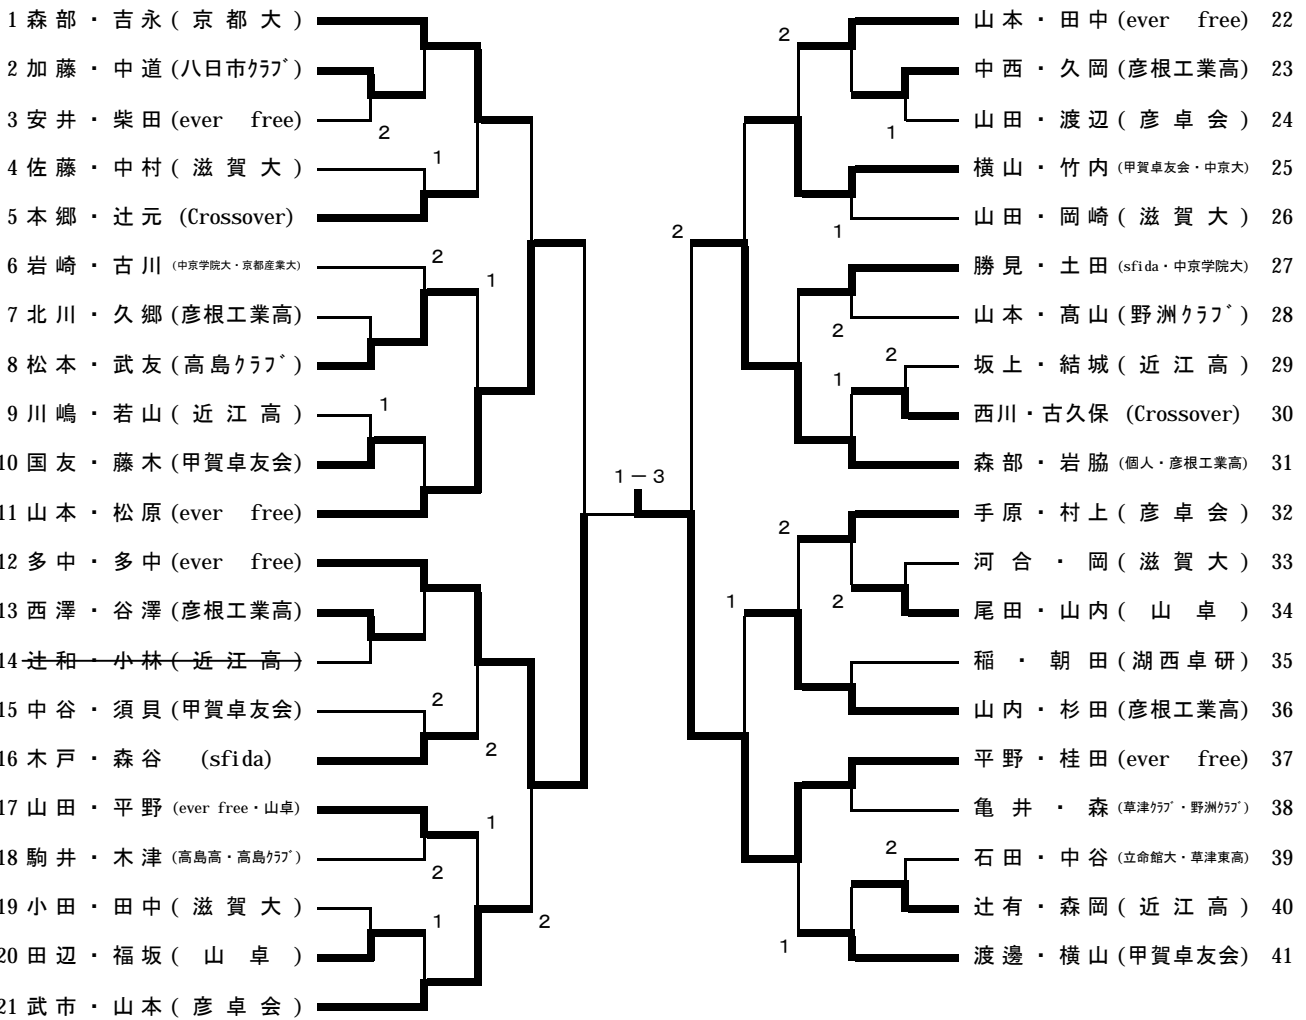 1 森部・吉永(京都大)
2 加藤・中道(八日市ｸﾗﾌﾞ)
3 安井・柴田(ever free)
2
4 佐藤・中村(滋賀大)
1
5 本郷・辻元 (Crossover)
6 岩崎・古川(中京学院大・京都産業大)
2
1
7 北川・久郷(彦根工業高)
8 松本・武友(高島ｸﾗﾌﾞ)
9 川嶋・若山(近江高)
1
10 国友・藤木(甲賀卓友会)
11 山本・松原(ever free)
12 多中・多中(ever free)
13 西澤・谷澤(彦根工業高)
14 辻和・小林(近江高)
15 中谷・須貝(甲賀卓友会)
2
16 木戸・森谷 (sfida)
2
17 山田・平野(ever free・山卓)
1
18 駒井・木津(高島高・高島ｸﾗﾌﾞ)
2
19 小田・田中(滋賀大)
1
2
20 田辺・福坂(山卓)
21 武市・山本(彦卓会)
1－3
山本・田中(ever free) 22
2
中西・久岡(彦根工業高) 23
山田・渡辺(彦卓会) 24
1
横山・竹内(甲賀卓友会・中京大) 25
山田・岡崎(滋賀大) 26
1
2
勝見・土田(sfida・中京学院大) 27
山本・髙山(野洲ｸﾗﾌﾞ) 28
2
坂上・結城(近江高) 29
2
1
西川・古久保 (Crossover) 30
森部・岩脇(個人・彦根工業高) 31
手原・村上(彦卓会) 32
2
河合・岡(滋賀大) 33
尾田・山内(山卓) 34
2
1
稲・朝田(湖西卓研) 35
山内・杉田(彦根工業高) 36
平野・桂田(ever free) 37
亀井・森(草津ｸﾗﾌﾞ・野洲ｸﾗﾌﾞ) 38
石田・中谷(立命館大・草津東高) 39
2
辻有・森岡(近江高) 40
渡邊・横山(甲賀卓友会) 41
1